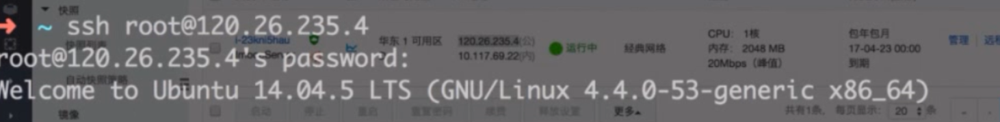 快照
➜ ~ ssh root@120.26.235.4
i-23kni5hau
华东 1 可用区
120.26.235.4(公)
10.117.69.22(内)
运行中
经典网络
CPU: 1核
内存: 2048 MB
20Mbps (峰值)
包年包月
17-04-23 00:00
到期
管理
root@120.26.235.4's password:
自动快照策略
Welcome to Ubuntu 14.04.5 LTS (GNU/Linux 4.4.0-53-generic x86_64)
镜像
启动
停止
重启
重置密码
续费
释放设置
更多
共有1条, 每页显示: 20 条